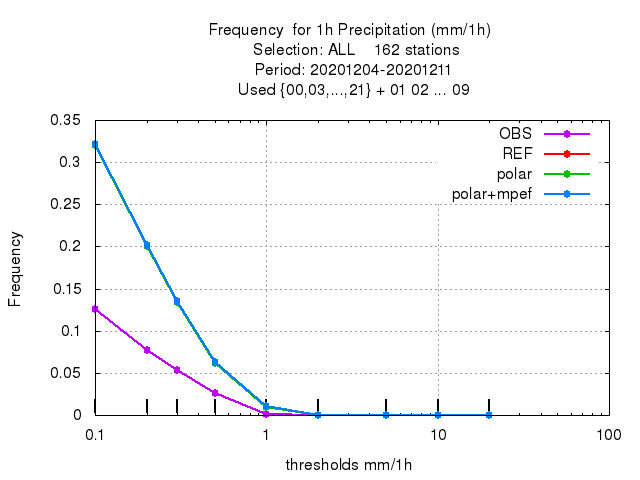 Frequency  for 1h Precipitation (mm/1h)
Selection: ALL    162 stations
Period: 20201204-20201211
Used {00,03,...,21} + 01 02 ... 09
OBS
REF
polar
polar+mpef
0.35
0.3
0.25
0.2
0.15
0.1
0.05
0
Frequency
0.1 1 10 100
thresholds mm/1h